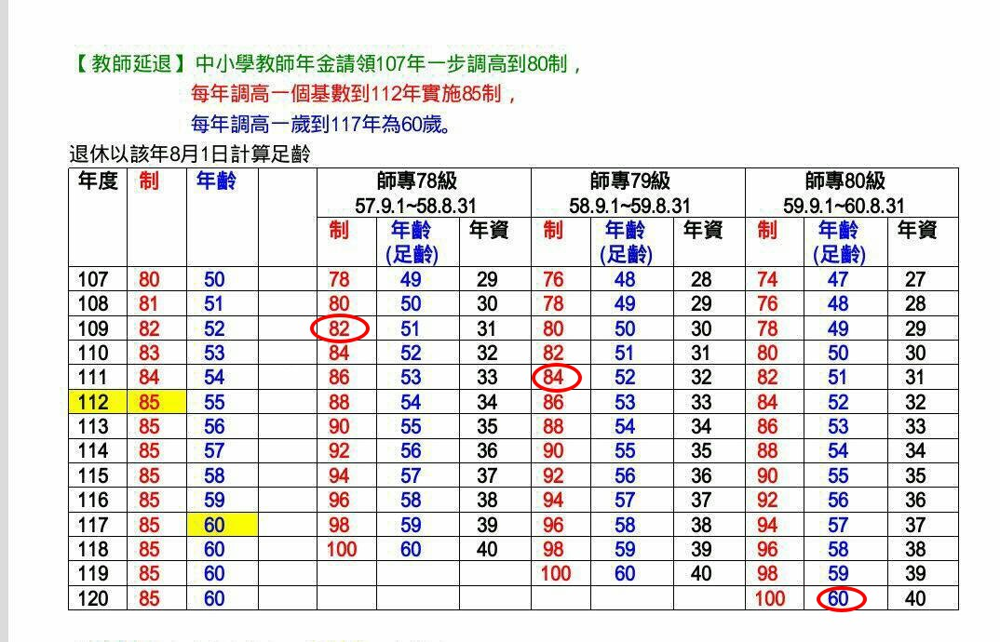 【教師延退】中小學教師年金請領107年一步調高到80制，
每年調高一個基數到112年實施85制，
每年調高一歲到117年為60歲。
退休以該年8月1日計算足齡
年度 制 年齡 師專78級 師專79級 師專80級
57.9.1~58.8.31 58.9.1~59.8.31 59.9.1~60.8.31
制 年齡 年資 制 年齡 年資 制 年齡 年資
(足齡) (足齡) (足齡)
107 80 50 78 49 29 76 48 28 74 47 27
108 81 51 80 50 30 78 49 29 76 48 28
109 82 52 82 51 31 80 50 30 78 49 29
110 83 53 84 52 32 82 51 31 80 50 30
111 84 54 86 53 33 84 52 32 82 51 31
112 85 55 88 54 34 86 53 33 84 52 32
113 85 56 90 55 35 88 54 34 86 53 33
114 85 57 92 56 36 90 55 35 88 54 34
115 85 58 94 57 37 92 56 36 90 55 35
116 85 59 96 58 38 94 57 37 92 56 36
117 85 60 98 59 39 96 58 38 94 57 37
118 85 60 100 60 40 98 59 39 96 58 38
119 85 60 100 60 40 98 59 39
120 85 60 100 60 40